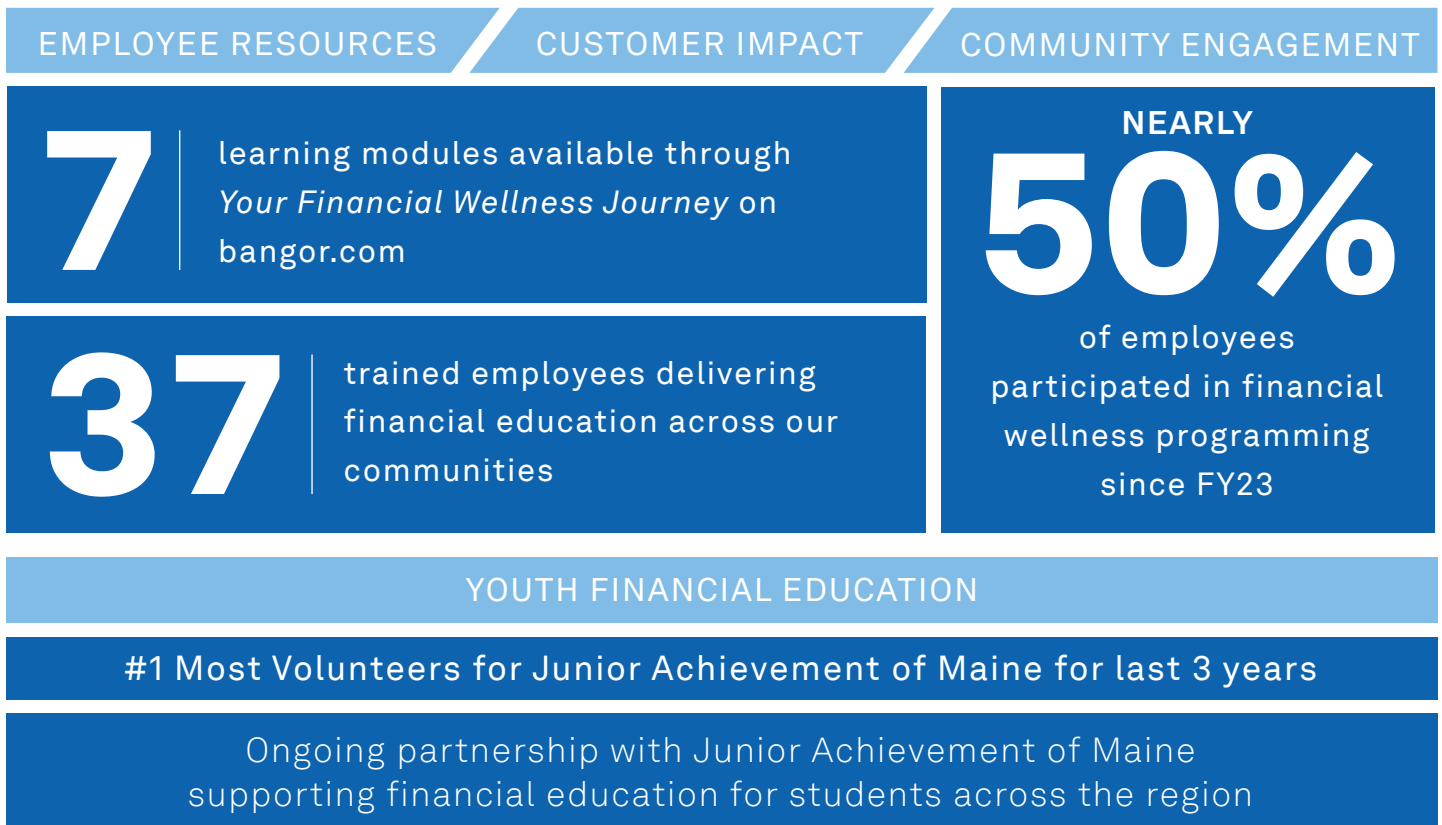 EMPLOYEE RESOURCES
CUSTOMER IMPACT
COMMUNITY ENGAGEMENT
7
learning modules available through
Your Financial Wellness Journey on
bangor.com
37
trained employees delivering
financial education across our
communities
NEARLY
50%
of employees
participated in financial
wellness programming
since FY23
YOUTH FINANCIAL EDUCATION
#1 Most Volunteers for Junior Achievement of Maine for last 3 years
Ongoing partnership with Junior Achievement of Maine
supporting financial education for students across the region